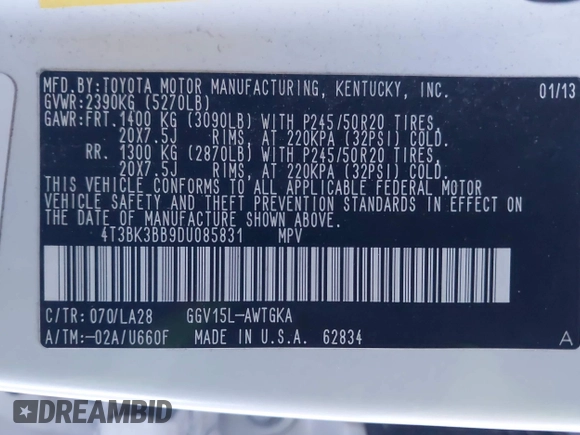 MFD.BY:TOYOTA MOTOR MANUFACTURING, KENTUCKY, INC. 01/13
GVWR:2390KG (5270LB)
GAWR:FRT. 1400 KG (3090LB) WITH P245/50R20 TIRES,
20X7.5J RIMS, AT 220KPA (32PSI) COLD.
RR. 1300 KG (2870LB) WITH P245/50R20 TIRES,
20X7.5J RIMS, AT 220KPA (32PSI) COLD.
THIS VEHICLE CONFORMS TO ALL APPLICABLE FEDERAL MOTOR
VEHICLE SAFETY AND THEFT PREVENTION STANDARDS IN EFFECT ON
THE DATE OF MANUFACTURE SHOWN ABOVE.
4T3BK3BB9DU085831 MPV
C/TR: 070/LA28 GGV15L-AWTGKA
A/TM:-02A/U660F MADE IN U.S.A. 62834 A
DREAMBID